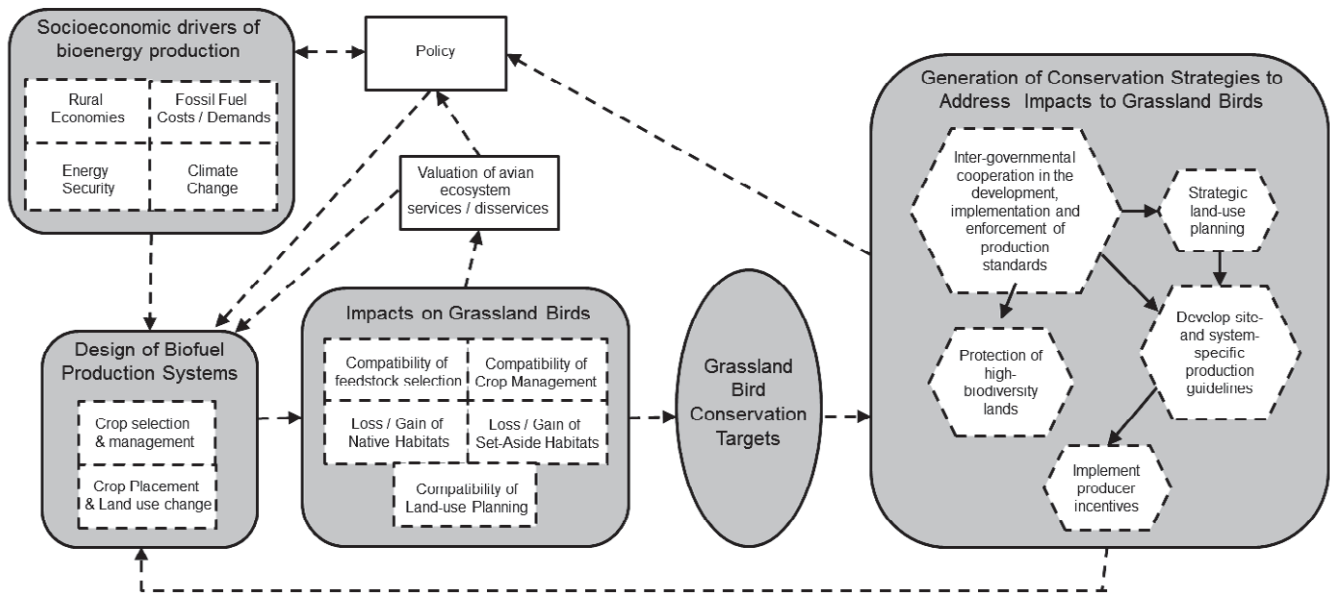 Socioeconomic drivers of
bioenergy production
Rural
Economies
Fossil Fuel
Costs / Demands
Energy
Security
Climate
Change
Policy
Valuation of avian
ecosystem
services / disservices
Design of Biofuel
Production Systems
Crop selection
& management
Crop Placement
& Land use change
Impacts on Grassland Birds
Compatibility of
feedstock selection
Compatibility of
Crop Management
Loss / Gain of
Native Habitats
Loss / Gain of
Set-Aside Habitats
Compatibility of
Land-use Planning
Grassland
Bird
Conservation
Targets
Generation of Conservation Strategies to
Address Impacts to Grassland Birds
Inter-governmental
cooperation in the
development,
implementation and
enforcement of
production
standards
Strategic
land-use
planning
Protection of
high-
biodiversity
lands
Develop site-
and system-
specific
production
guidelines
Implement
producer
incentives